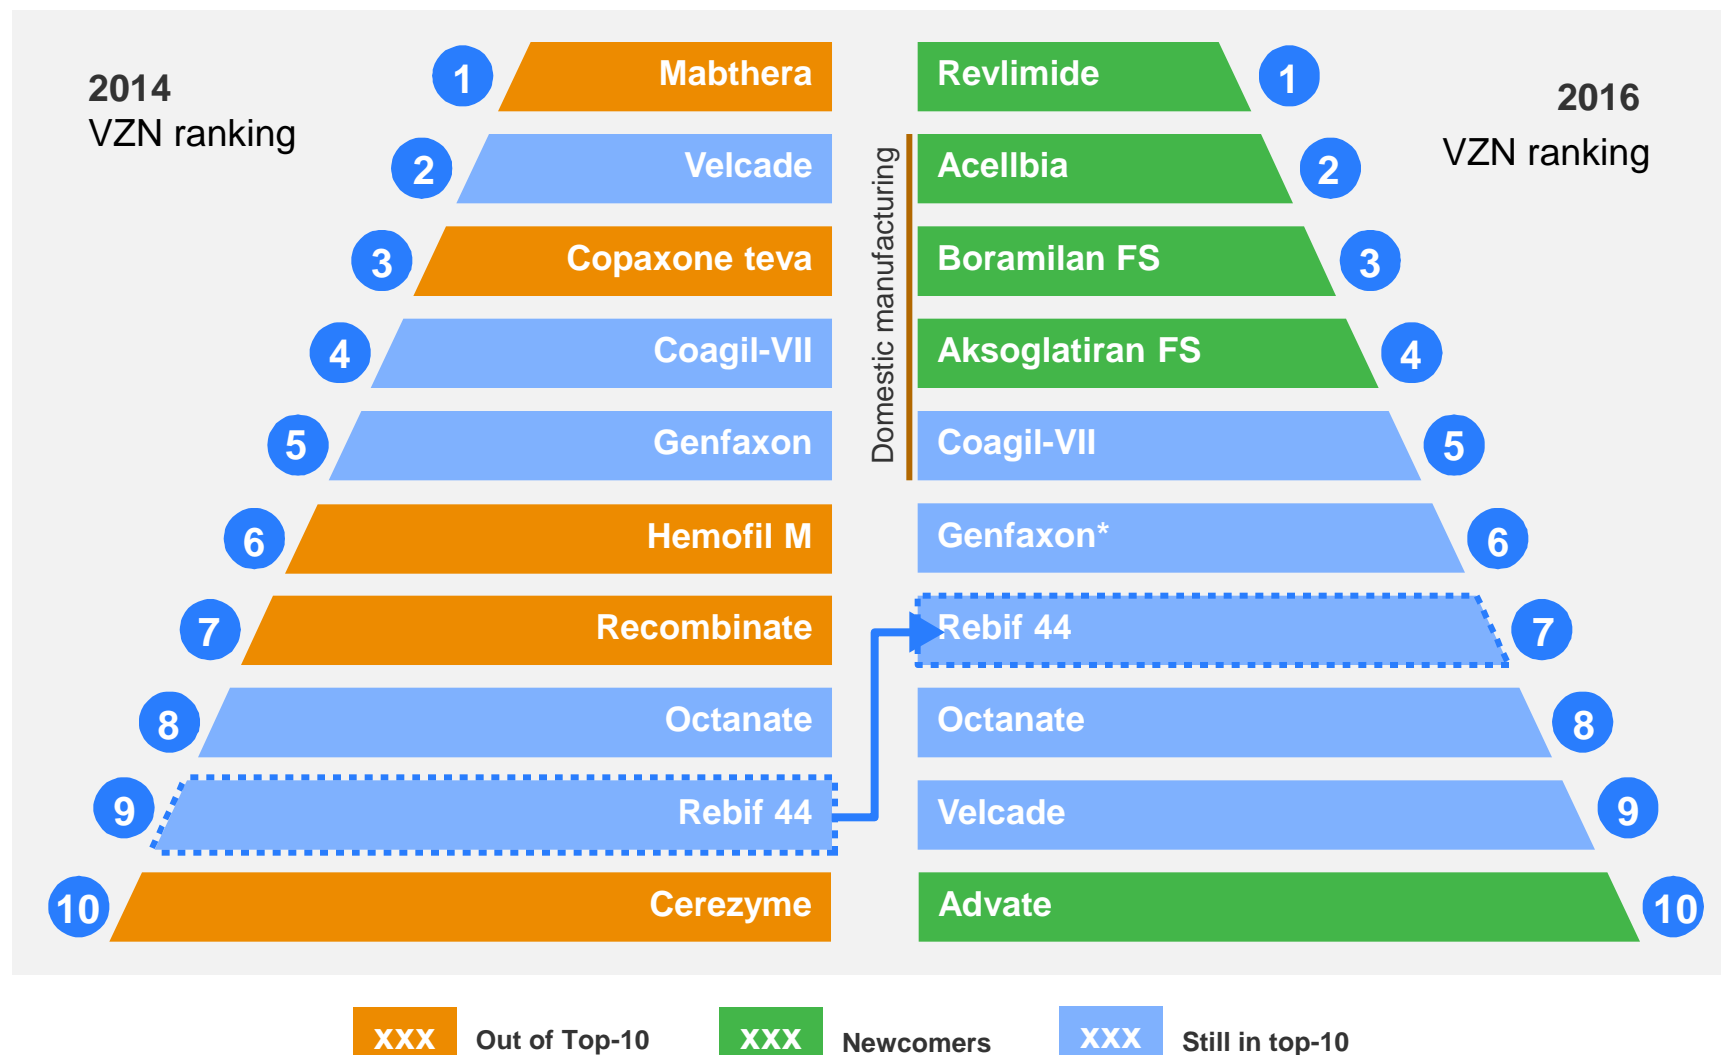 2014
VZN ranking
1 Mabthera
2 Velcade
3 Copaxone teva
4 Coagil-VII
5 Genfaxon
6 Hemofil M
7 Recombinate
8 Octanate
9 Rebif 44
10 Cerezyme
2016
VZN ranking
Domestic manufacturing
Revlimide 1
Acellbia 2
Boramilan FS 3
Aksoglatiran FS 4
Coagil-VII 5
Genfaxon* 6
Rebif 44 7
Octanate 8
Velcade 9
Advate 10
xxx Out of Top-10
xxx Newcomers
xxx Still in top-10